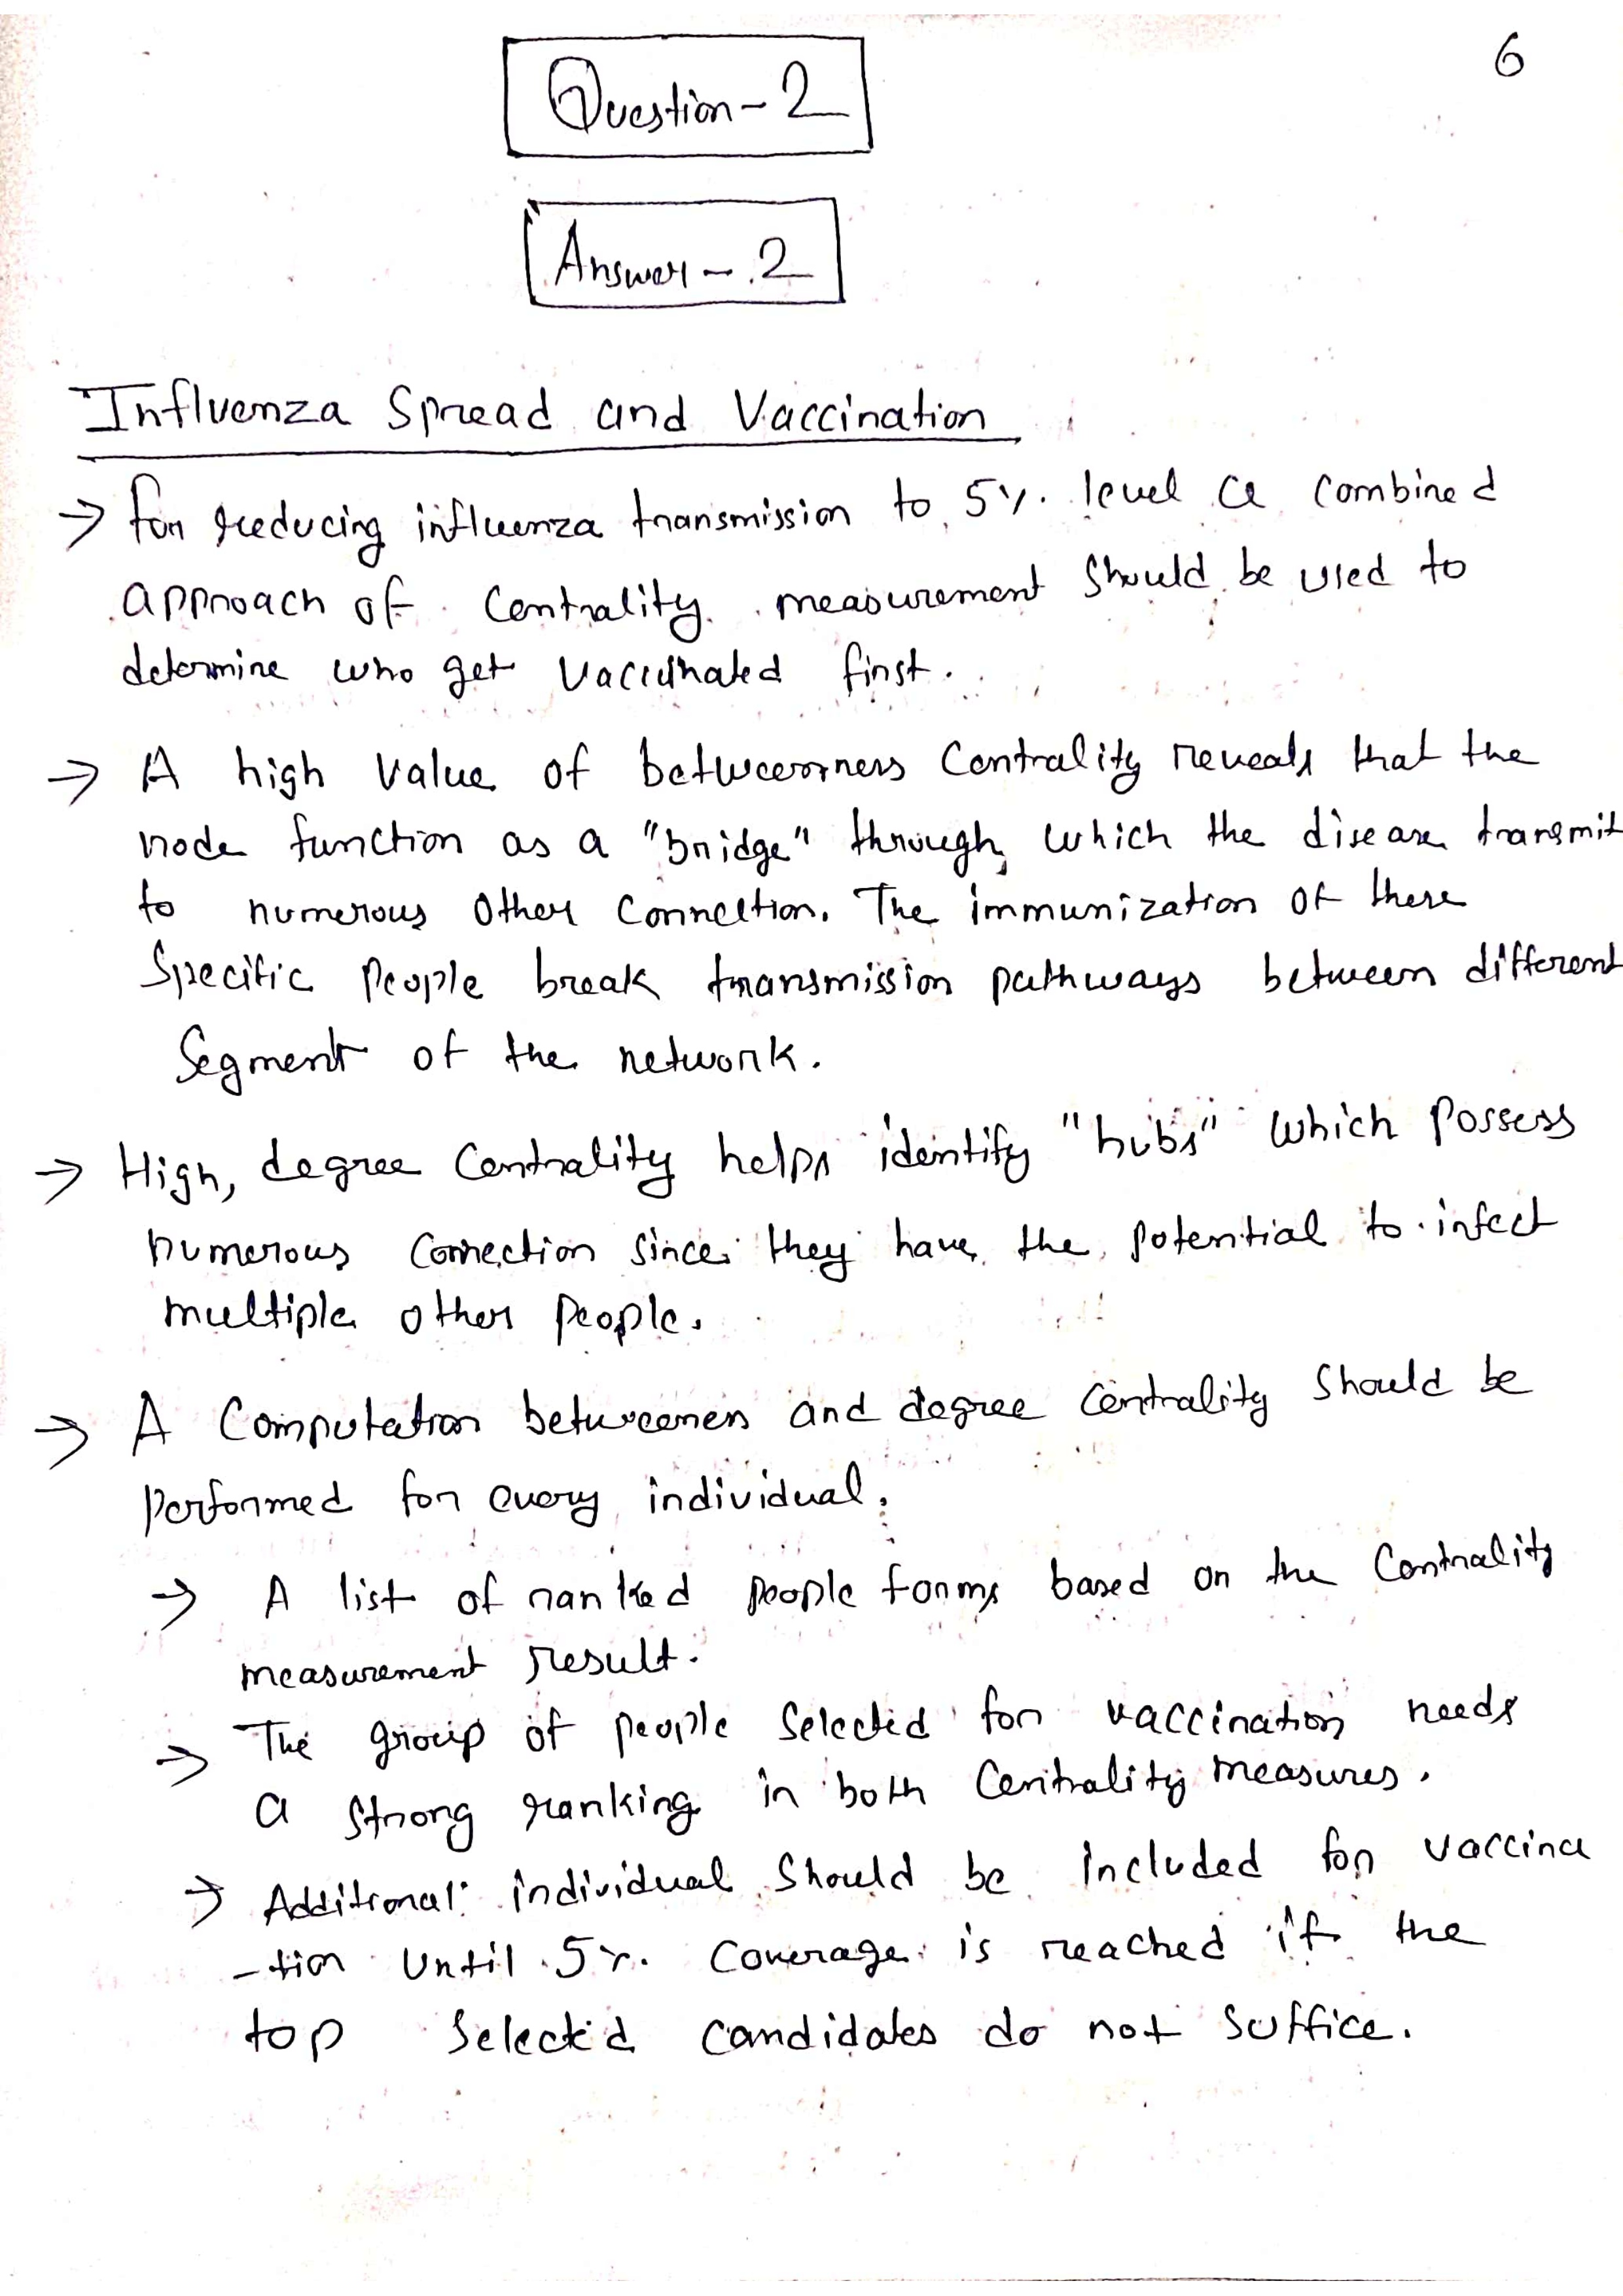 6
Question - 2
Answer - 2
Influenza Spread and Vaccination
→ For reducing influenza transmission to 5% level a combined
approach of centrality measurement should be used to
determine who get vaccinated first.
→ A high value of betweenness Centrality reveals that the
node function as a "bridge" through which the disease transmit
to numerous other connection. The immunization of these
Specific People break transmission pathways between different
Segment of the network.
→ High, degree Centrality helps identify "hubs" which possess
numerous connection since they have the potential to infect
multiple other people.
→ A Computation betweenness and degree centrality should be
performed for every individual.
→ A list of ranked people forms based on the Centrality
measurement result.
→ The group of people selected for vaccination needs
a strong ranking in both Centrality measures.
→ Additional individual should be included for vaccina
-tion until 5% coverage is reached if the
top selected candidates do not suffice.